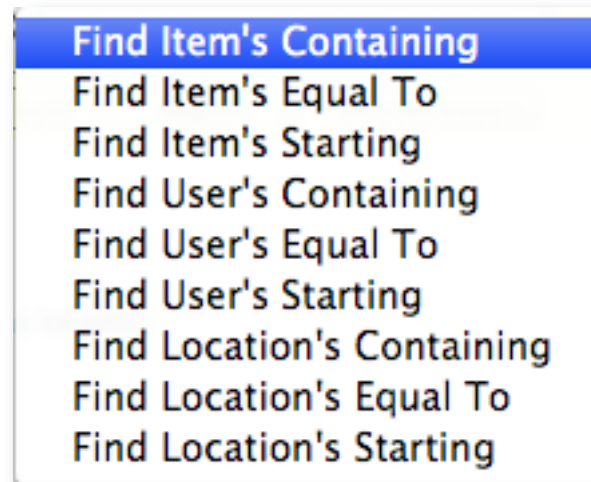 Find Item's Containing
Find Item's Equal To
Find Item's Starting
Find User's Containing
Find User's Equal To
Find User's Starting
Find Location's Containing
Find Location's Equal To
Find Location's Starting